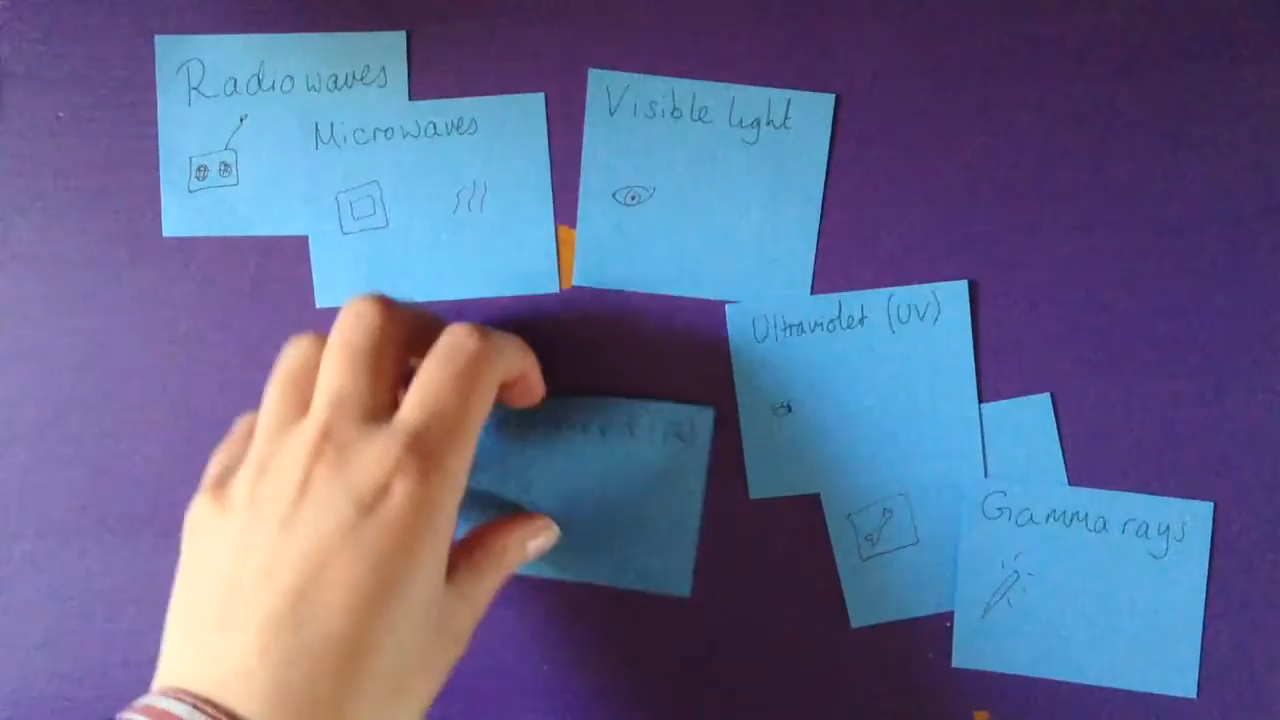 Radiowaves
Microwaves
Visible light
Ultraviolet (UV)
Gamma rays